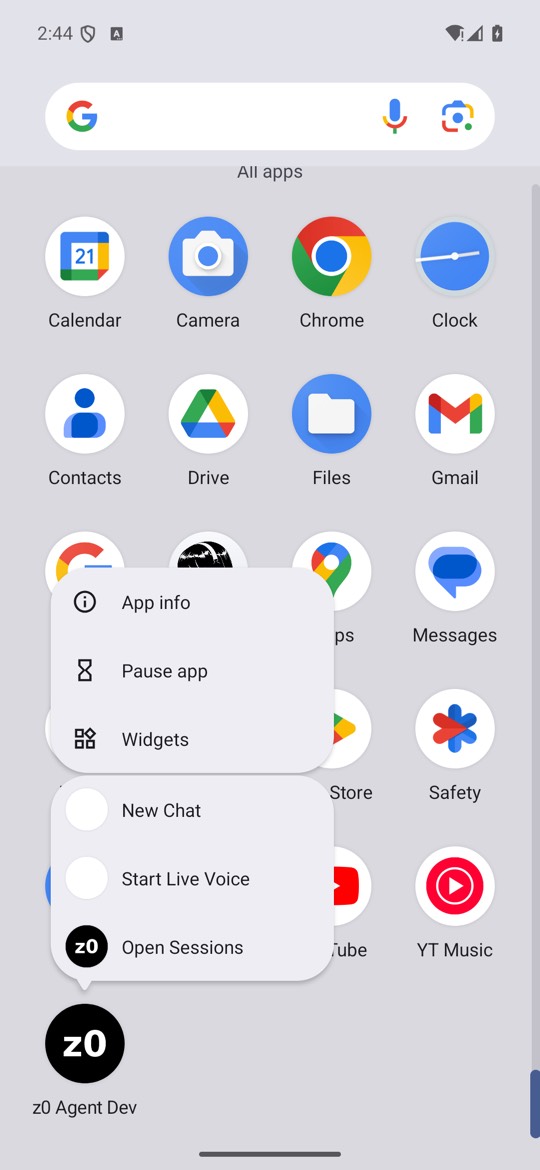 2:44
A
All apps
21
Calendar
Camera
Chrome
Clock
Contacts
Drive
Files
Gmail
App info
Pause app
Widgets
ps
Messages
Store
Safety
New Chat
Start Live Voice
z0 Open Sessions
Tube
YT Music
z0
z0 Agent Dev